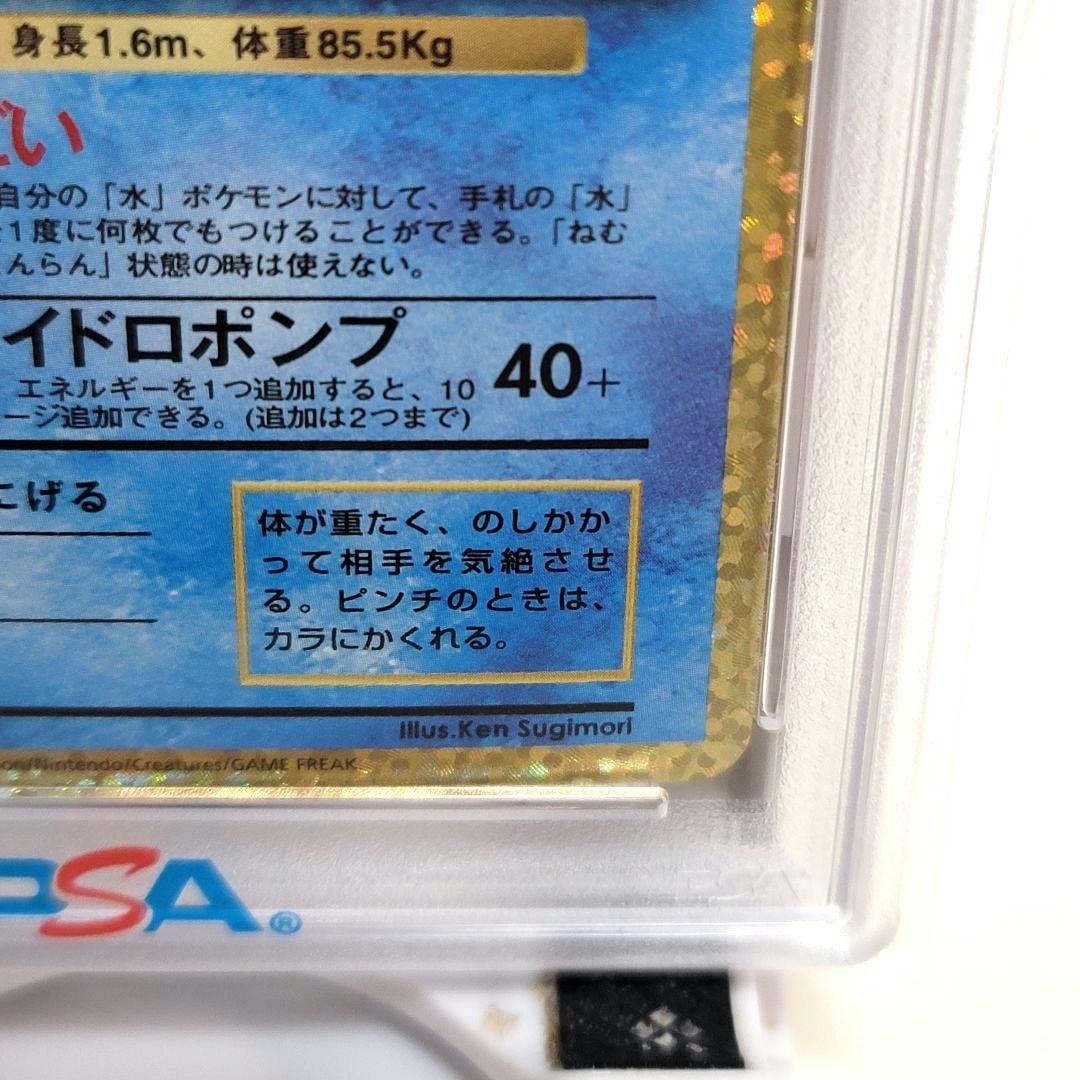 身長1.6m、体重85.5Kg
ごい
自分の「水」ポケモンに対して、手札の「水」
1度に何枚でもつけることができる。「ねむ
んらん」状態の時は使えない。
イドロポンプ 40+
エネルギーを1つ追加すると、10
ージ追加できる。(追加は2つまで)
にげる
体が重たく、のしかか
って相手を気絶させ
る。ピンチのときは、
カラにかくれる。
Illus.Ken Sugimori
on/Nintendo/Creatures/GAME FREAK
PSA®
PSA